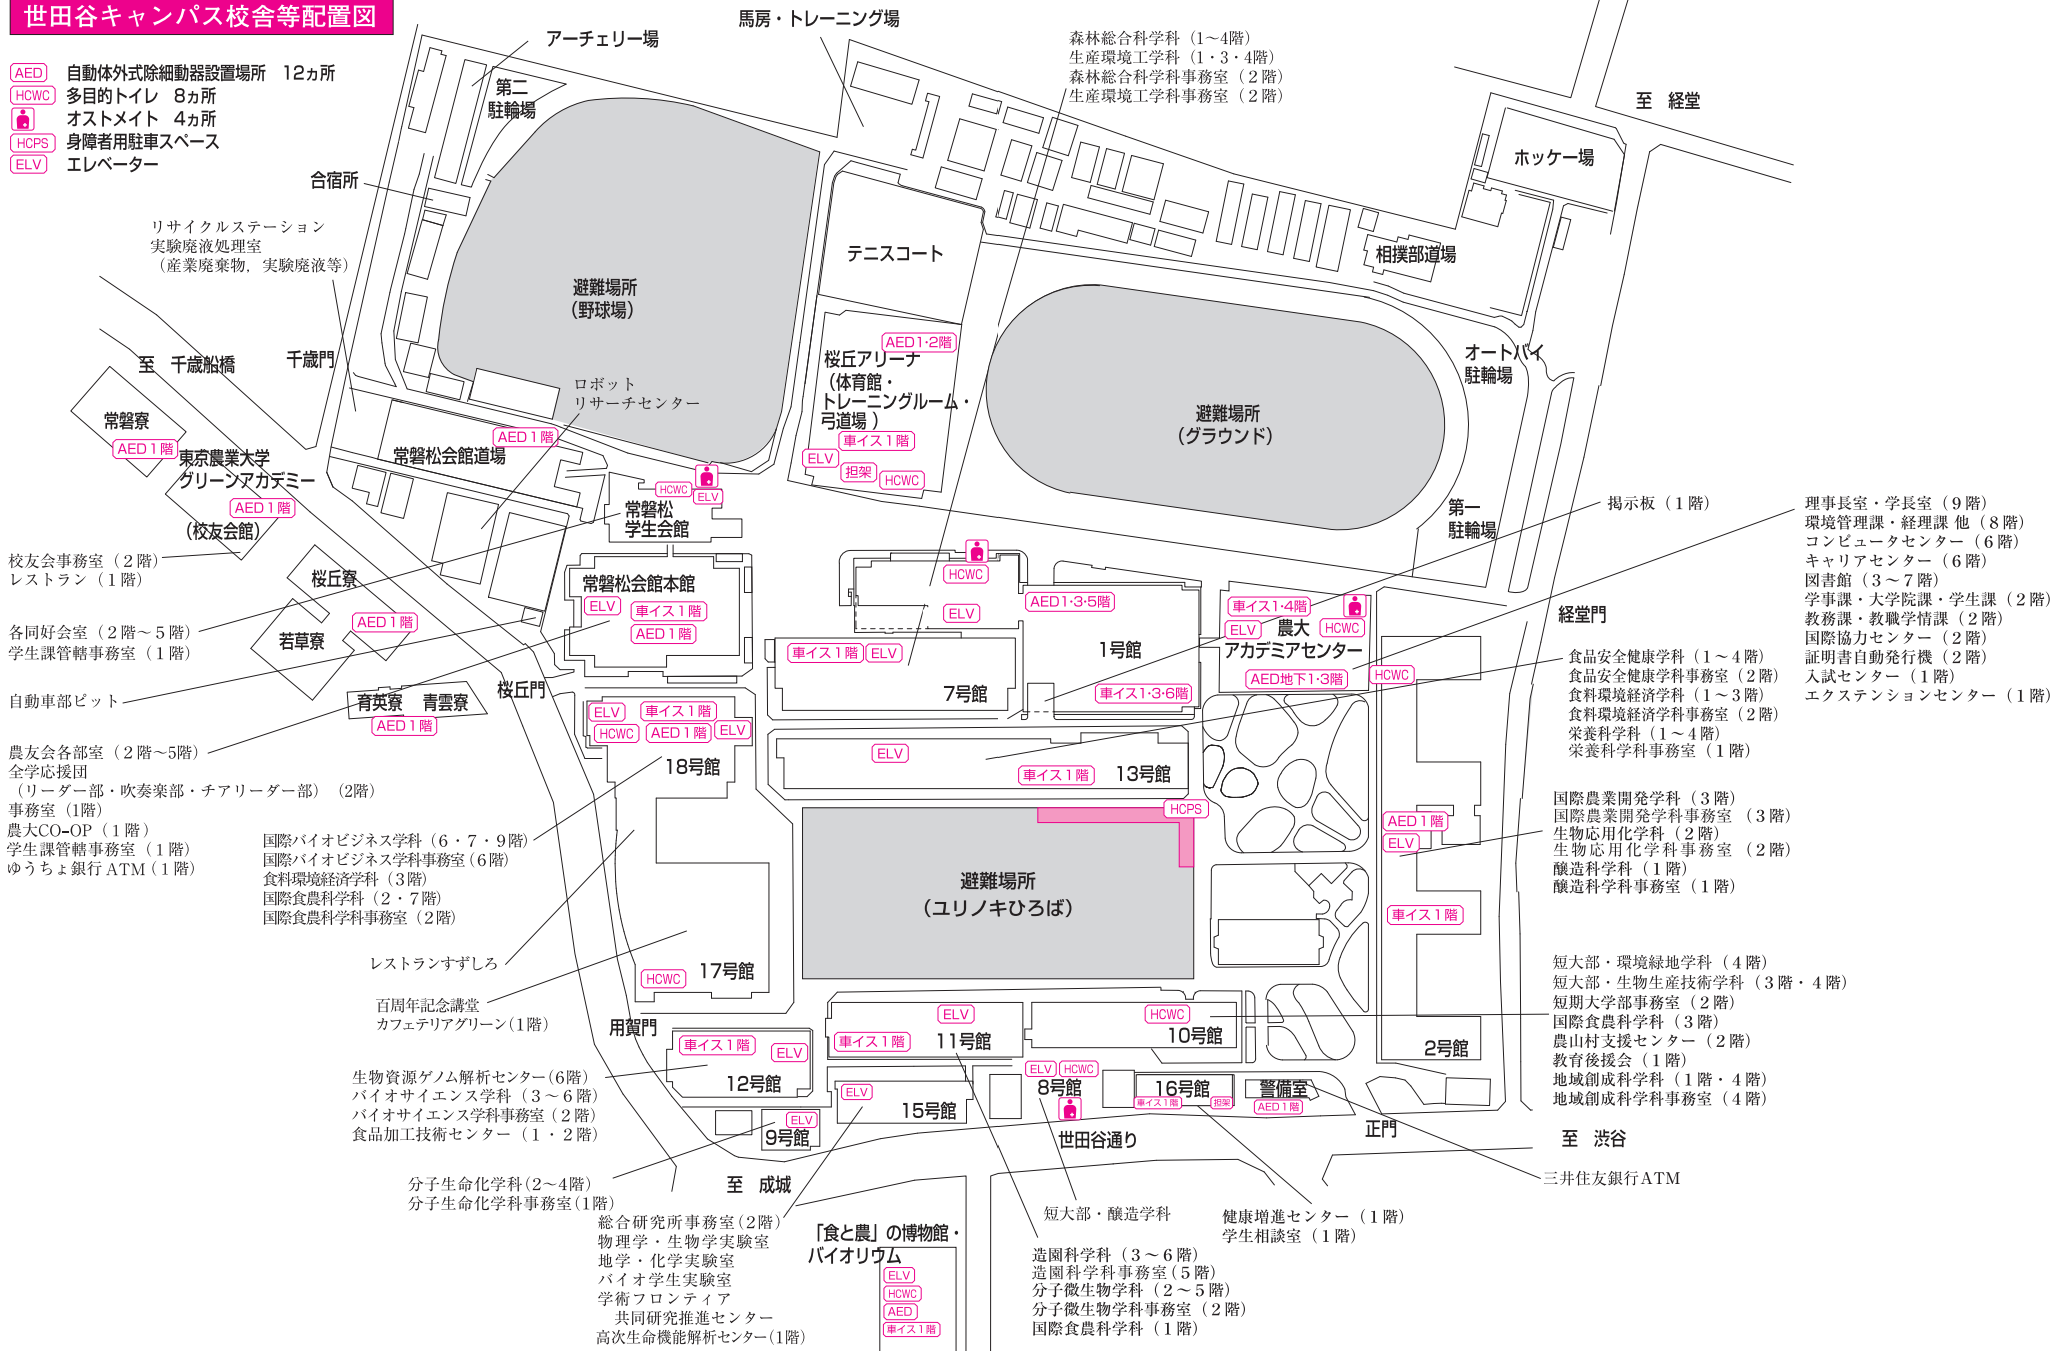 世田谷キャンパス校舎等配置図
AED 自動体外式除細動器設置場所 12ヵ所
HCWC 多目的トイレ 8ヵ所
オストメイト 4ヵ所
HCPS 身障者用駐車スペース
ELV エレベーター
アーチェリー場
馬房・トレーニング場
森林総合科学科（1～4階）
生産環境工学科（1・3・4階）
森林総合科学科事務室（2階）
生産環境工学科事務室（2階）
第二
駐輪場
至 経堂
ホッケー場
合宿所
リサイクルステーション
実験廃液処理室
（産業廃棄物，実験廃液等）
テニスコート
相撲部道場
避難場所
（野球場）
AED1・2階
桜丘アリーナ
（体育館・
トレーニングルーム・
弓道場 ）
車イス1階
ELV
担架
HCWC
オートバイ
駐輪場
避難場所
（グラウンド）
至 千歳船橋
千歳門
ロボット
リサーチセンター
常磐寮
AED1階
東京農業大学
グリーンアカデミー
AED1階
（校友会館）
AED1階
常磐松会館道場
HCWC
ELV
常磐松
学生会館
第一
駐輪場
掲示板（1階）
理事長室・学長室（9階）
環境管理課・経理課 他（8階）
コンピュータセンター（6階）
キャリアセンター（6階）
図書館（3～7階）
学事課・大学院課・学生課（2階）
教務課・教職学情課（2階）
国際協力センター（2階）
証明書自動発行機（2階）
入試センター（1階）
エクステンションセンター（1階）
校友会事務室（2階）
レストラン（1階）
桜丘寮
AED1階
若草寮
各同好会室（2階～5階）
学生課管轄事務室（1階）
常磐松会館本館
ELV
車イス1階
AED1階
HCWC
ELV
AED1・3・5階
1号館
車イス1階
ELV
7号館
車イス1・3・6階
車イス1・4階
ELV
農大
HCWC
アカデミアセンター
AED地下1・3階
HCWC
経堂門
食品安全健康学科（1～4階）
食品安全健康学科事務室（2階）
食料環境経済学科（1～3階）
食料環境経済学科事務室（2階）
栄養科学科（1～4階）
栄養科学科事務室（1階）
自動車部ピット
育英寮 青雲寮
AED1階
桜丘門
農友会各部室（2階～5階）
全学応援団
（リーダー部・吹奏楽部・チアリーダー部）（2階）
事務室（1階）
農大CO-OP（1階）
学生課管轄事務室（1階）
ゆうちょ銀行ATM（1階）
ELV
車イス1階
HCWC
AED1階
ELV
18号館
ELV
車イス1階
13号館
HCPS
国際バイオビジネス学科（6・7・9階）
国際バイオビジネス学科事務室（6階）
食料環境経済学科（3階）
国際食農科学科（2・7階）
国際食農科学科事務室（2階）
国際農業開発学科（3階）
国際農業開発学科事務室（3階）
生物応用化学科（2階）
生物応用化学科事務室（2階）
醸造科学科（1階）
醸造科学科事務室（1階）
AED1階
ELV
車イス1階
避難場所
（ユリノキひろば）
レストランすずしろ
百周年記念講堂
カフェテリアグリーン（1階）
HCWC
17号館
用賀門
短大部・環境緑地学科（4階）
短大部・生物生産技術学科（3階・4階）
短期大学部事務室（2階）
国際食農科学科（3階）
農山村支援センター（2階）
教育後援会（1階）
地域創成科学科（1階・4階）
地域創成科学科事務室（4階）
ELV
車イス1階
11号館
HCWC
10号館
2号館
車イス1階
ELV
12号館
生物資源ゲノム解析センター（6階）
バイオサイエンス学科（3～6階）
バイオサイエンス学科事務室（2階）
食品加工技術センター（1・2階）
ELV
15号館
ELV
HCWC
8号館
16号館
車イス1階
担架
警備室
AED1階
ELV
9号館
世田谷通り
正門
至 渋谷
三井住友銀行ATM
分子生命化学科（2～4階）
分子生命化学科事務室（1階）
至 成城
総合研究所事務室（2階）
物理学・生物学実験室
地学・化学実験室
バイオ学生実験室
学術フロンティア
共同研究推進センター
高次生命機能解析センター（1階）
「食と農」の博物館・
バイオリウム
ELV
HCWC
AED
車イス1階
短大部・醸造学科
健康増進センター（1階）
学生相談室（1階）
造園科学科（3～6階）
造園科学科事務室（5階）
分子微生物学科（2～5階）
分子微生物学科事務室（2階）
国際食農科学科（1階）